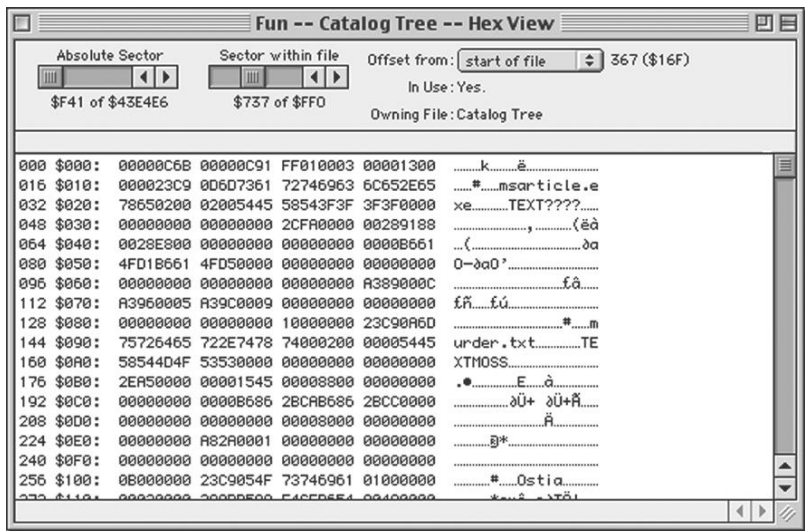 Fun -- Catalog Tree -- Hex View
Absolute Sector
$F41 of $43E4E6
Sector within file
$737 of $FF0
Offset from: start of file 367 ($16F)
In Use: Yes.
Owning File: Catalog Tree
000 $000: 00000C6B 00000C91 FF010003 00001300 ........k....ë....................
016 $010: 000023C9 0D6D7361 72746963 6C652E65 ......#...msarticle.e
032 $020: 78650200 02005445 58543F3F 3F3F0000 xe..........TEXT????......
048 $030: 00000000 00000000 2CFA0000 00289188 ........................,...........(ëà
064 $040: 0028E800 00000000 00000000 0000B661 ...(..............................∂a
080 $050: 4FD1B661 4FD50000 00000000 00000000 O–∂aO’..............................
096 $060: 00000000 00000000 00000000 A389000C ....................................£â......
112 $070: A3960005 A39C0009 00000000 00000000 £ñ.....£ú............................
128 $080: 00000000 00000000 10000000 23C90A6D ....................................#....m
144 $090: 75726465 722E7478 74000200 00005445 urder.txt.............TE
160 $0A0: 58544D4F 53530000 00000000 00000000 XTMOSS..............................
176 $0B0: 2EA50000 00001545 00008800 00000000 .•...............E....à............
192 $0C0: 00000000 0000B686 2BCAB686 2BCC0000 ........................∂Ü+ ∂Ü+Ã......
208 $0D0: 00000000 00000000 00008000 00000000 ..............................Ä............
224 $0E0: 00000000 A82A0001 00000000 00000000 ............®*..............................
240 $0F0: 00000000 00000000 00000000 00000000 ................................................
256 $100: 0B000000 23C9054F 73746961 01000000 ............#.....Ostia............